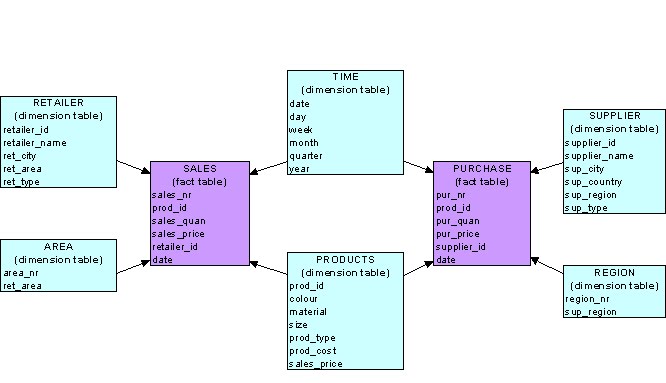 RETAILER
(dimension table)
retailer_id
retailer_name
ret_city
ret_area
ret_type
AREA
(dimension table)
area_nr
ret_area
SALES
(fact table)
sales_nr
prod_id
sales_quan
sales_price
retailer_id
date
TIME
(dimension table)
date
day
week
month
quarter
year
PRODUCTS
(dimension table)
prod_id
colour
material
size
prod_type
prod_cost
sales_price
PURCHASE
(fact table)
pur_nr
prod_id
pur_quan
pur_price
supplier_id
date
SUPPLIER
(dimension table)
supplier_id
supplier_name
sup_city
sup_country
sup_region
sup_type
REGION
(dimension table)
region_nr
sup_region